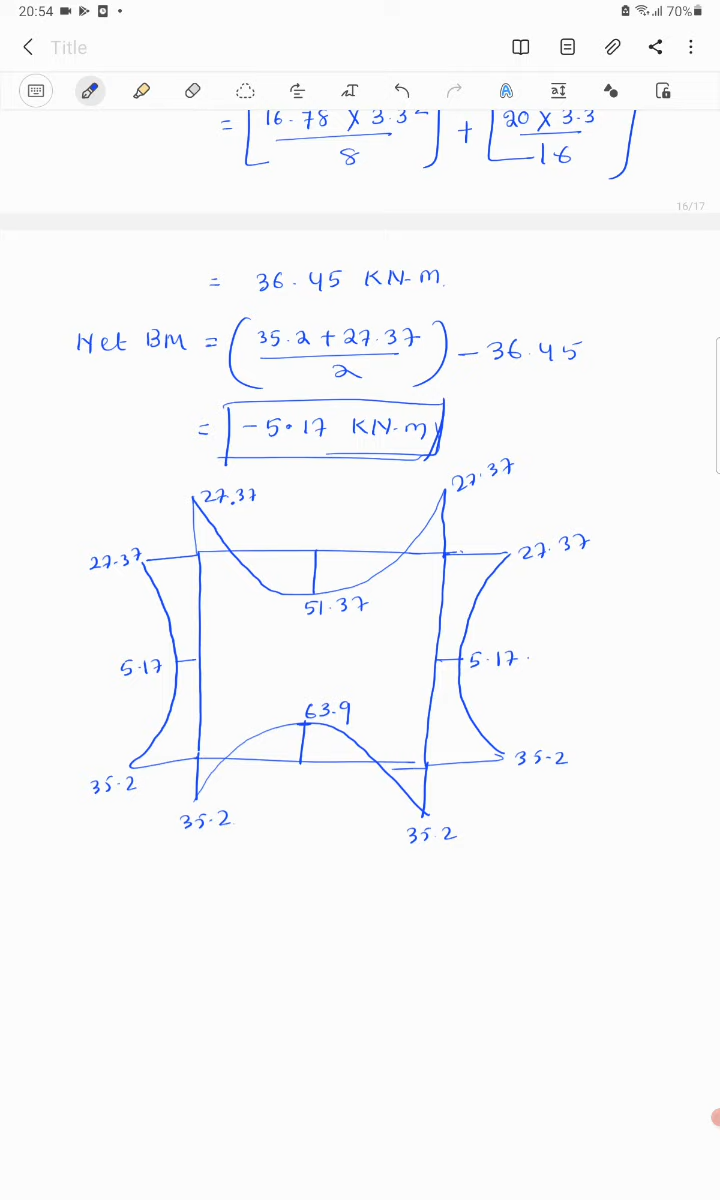 20:54 70%
Title
= [ 16.78 X 3.3² / 8 ] + [ 20 X 3.3 / 16 ]
16/17
= 36.45 KN-m.
Net BM = ( 35.2 + 27.37 / 2 ) - 36.45
= -5.17 KN-m
27.37 27.37
27.37 27.37
51.37
5.17 5.17.
63.9
35.2 35.2
35.2 35.2